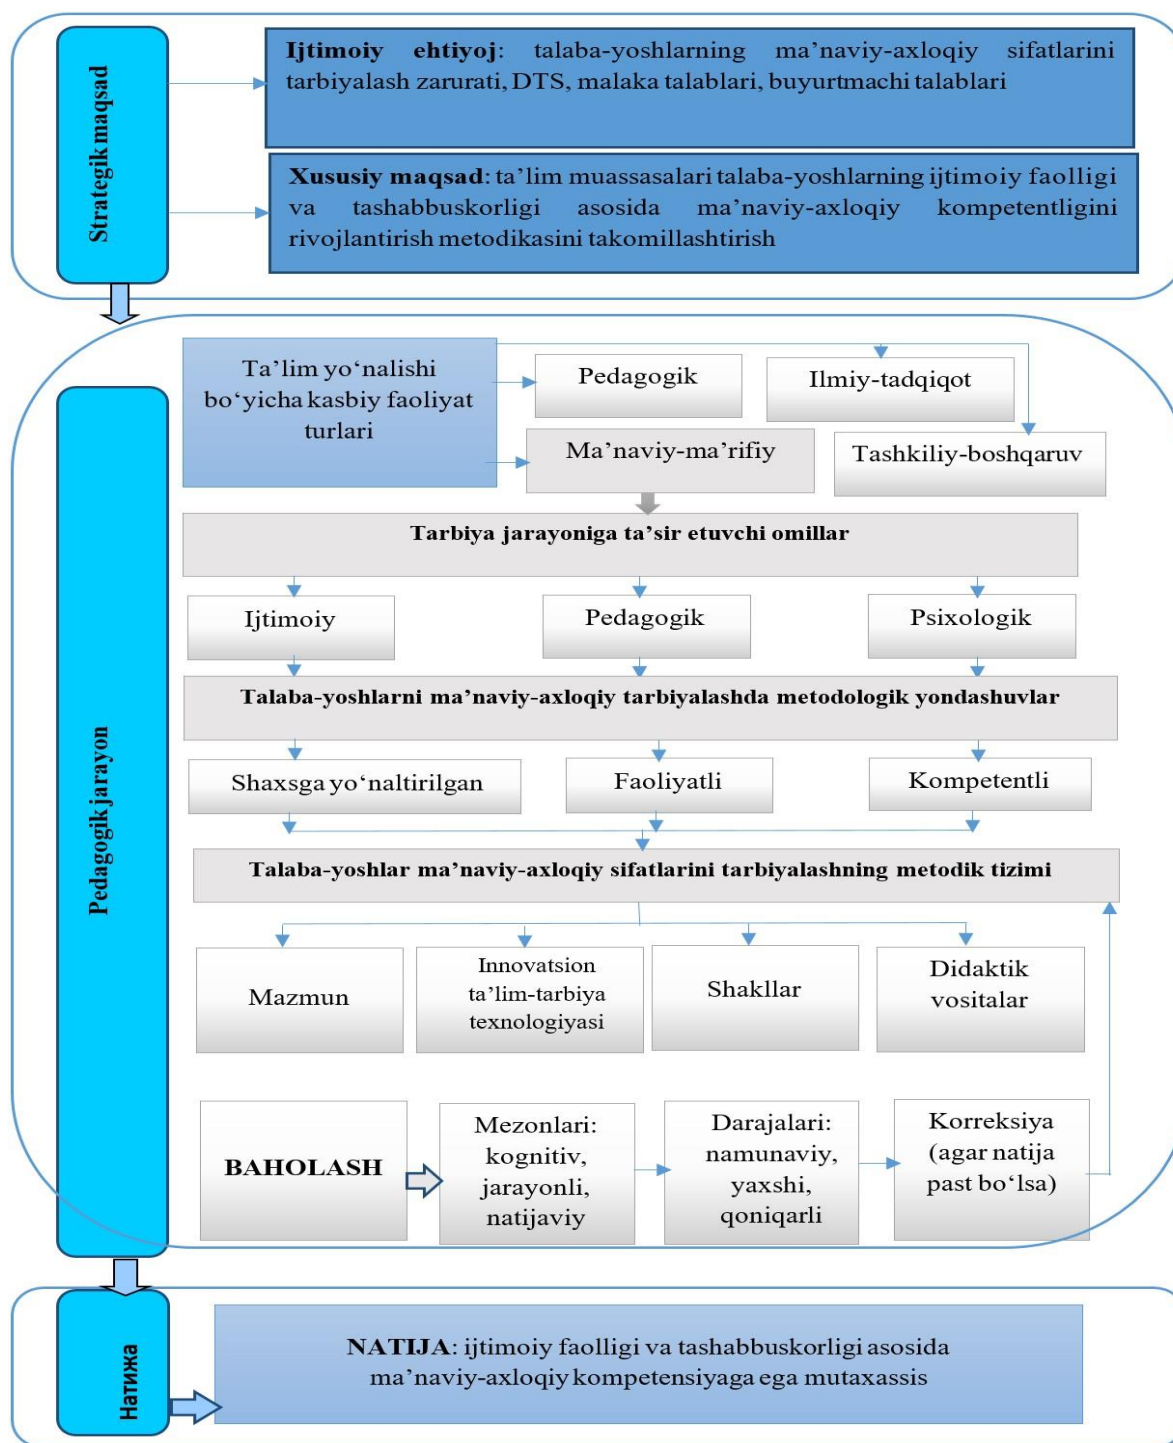 Strategik maqsad
Ijtimoiy ehtiyoj: talaba-yoshlarning ma’naviy-axloqiy sifatlarini
tarbiyalash zarurati, DTS, malaka talablari, buyurtmachi talablari
Xususiy maqsad: ta’lim muassasalari talaba-yoshlarning ijtimoiy faolligi
va tashabbuskorligi asosida ma’naviy-axloqiy kompetentligini
rivojlantirish metodikasini takomillashtirish
Pedagogik jarayon
Ta’lim yo‘nalishi
bo‘yicha kasbiy faoliyat
turlari
Pedagogik
Ilmiy-tadqiqot
Ma’naviy-ma’rifiy
Tashkiliy-boshqaruv
Tarbiya jarayoniga ta’sir etuvchi omillar
Ijtimoiy
Pedagogik
Psixologik
Talaba-yoshlarni ma’naviy-axloqiy tarbiyalashda metodologik yondashuvlar
Shaxsga yo‘naltirilgan
Faoliyatli
Kompetentli
Talaba-yoshlar ma’naviy-axloqiy sifatlarini tarbiyalashning metodik tizimi
Mazmun
Innovatsion
ta’lim-tarbiya
texnologiyasi
Shakllar
Didaktik
vositalar
BAHOLASH
Mezonlari:
kognitiv,
jarayonli,
natijaviy
Darajalari:
namunaviy,
yaxshi,
qoniqarli
Korreksiya
(agar natija
past bo‘lsa)
Натижа
NATIJA: ijtimoiy faolligi va tashabbuskorligi asosida
ma’naviy-axloqiy kompetensiyaga ega mutaxassis